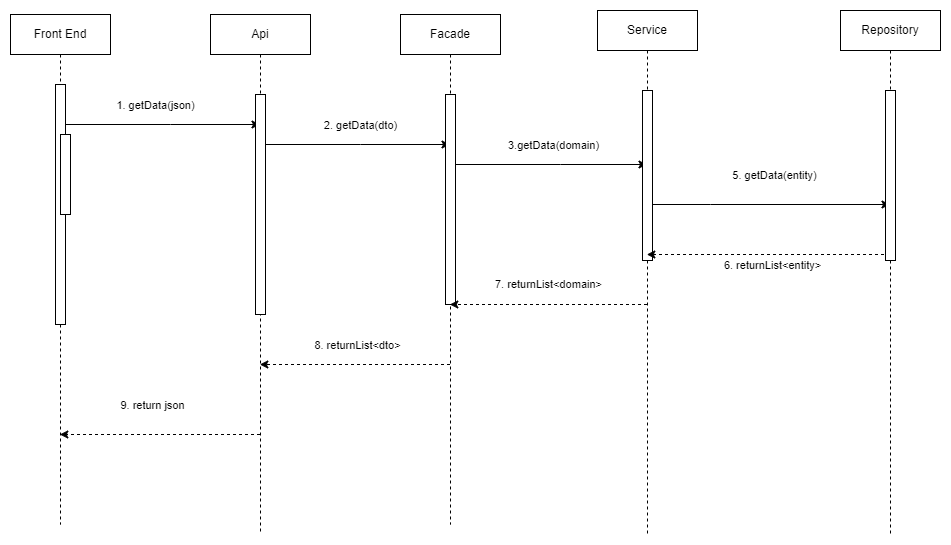 Front End
Api
Facade
Service
Repository
1. getData(json)
2. getData(dto)
3.getData(domain)
5. getData(entity)
6. returnList<entity>
7. returnList<domain>
8. returnList<dto>
9. return json